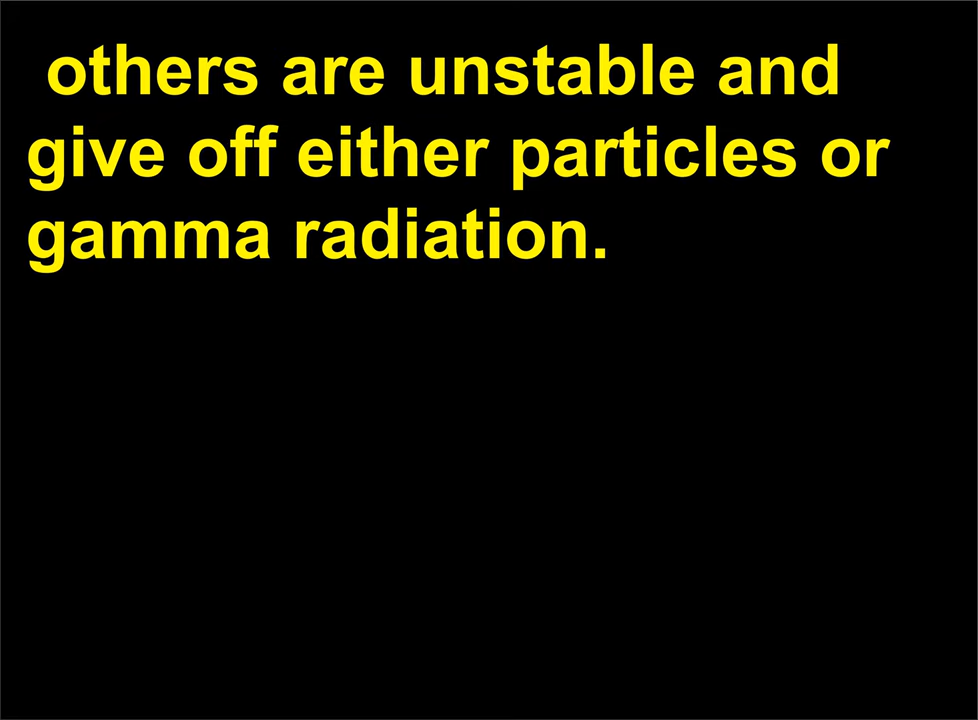 others are unstable and
give off either particles or
gamma radiation.